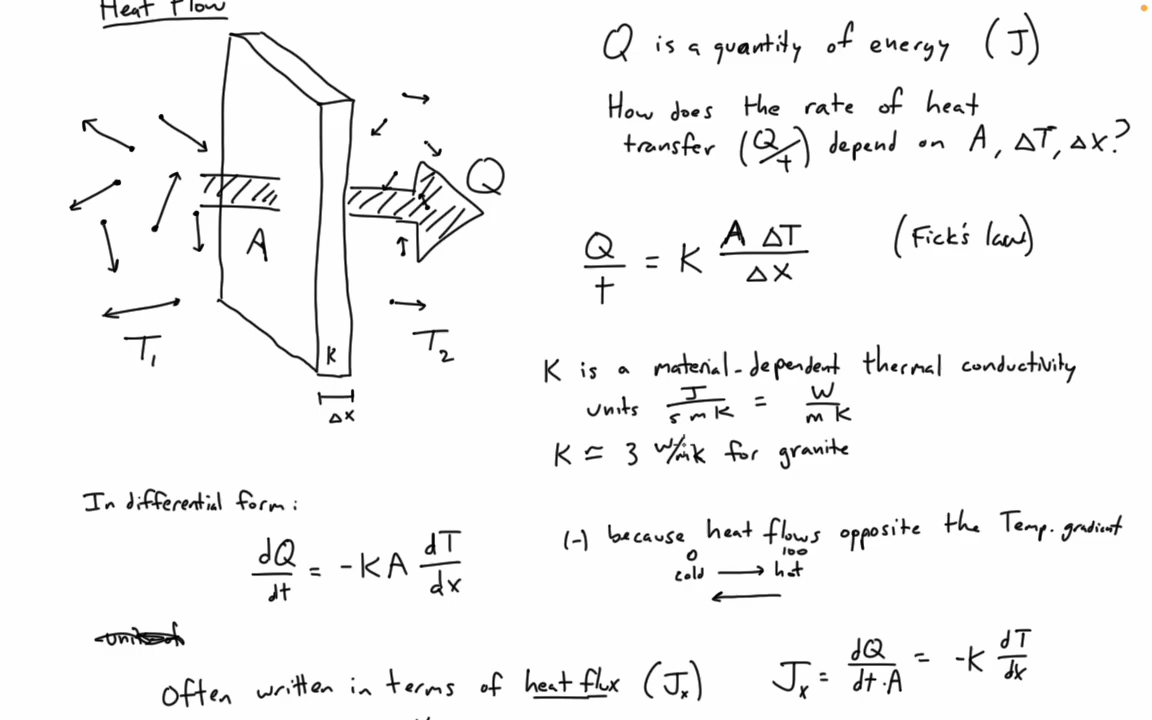 Heat Flow
Q is a quantity of energy (J)
How does the rate of heat
transfer (Q/t) depend on A, ΔT, Δx?
Q
A
T₁
T₂
K
Δx
Q/t = K A ΔT/Δx (Fick's law)
K is a material-dependent thermal conductivity
units J/s m K = W/m K
K ≃ 3 W/mK for granite
In differential form:
dQ/dt = -KA dT/dx
(-) because heat flows opposite the Temp. gradient
0 100
cold → hot
←
Often written in terms of heat flux (Jₓ)
Jₓ = dQ/dt·A = -K dT/dx